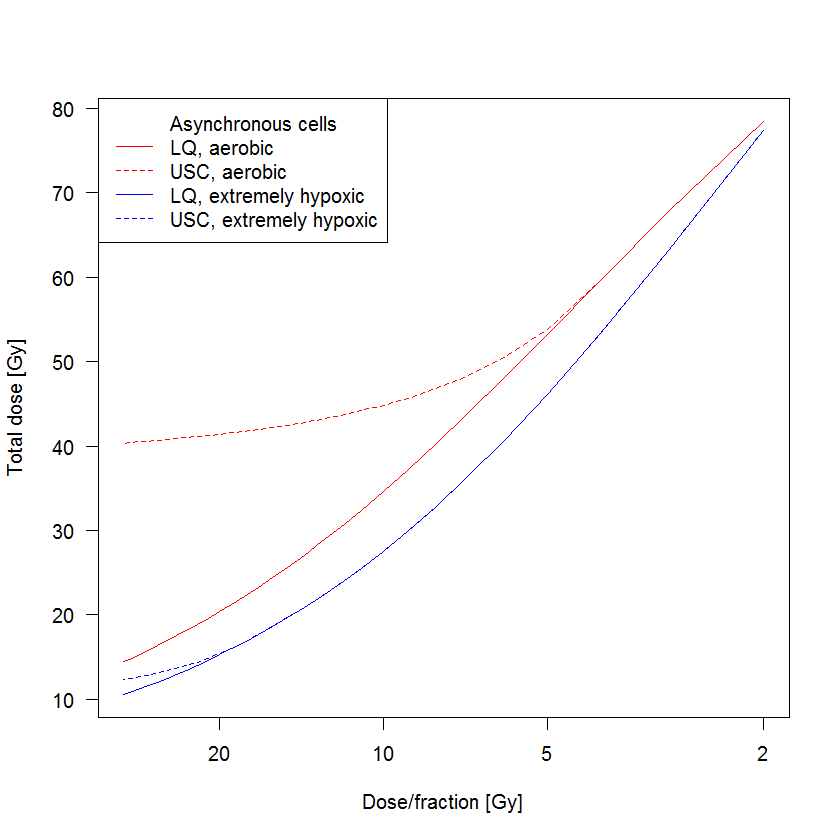 Asynchronous cells
LQ, aerobic
USC, aerobic
LQ, extremely hypoxic
USC, extremely hypoxic
80
70
60
50
40
30
20
10
Total dose [Gy]
20 10 5 2
Dose/fraction [Gy]